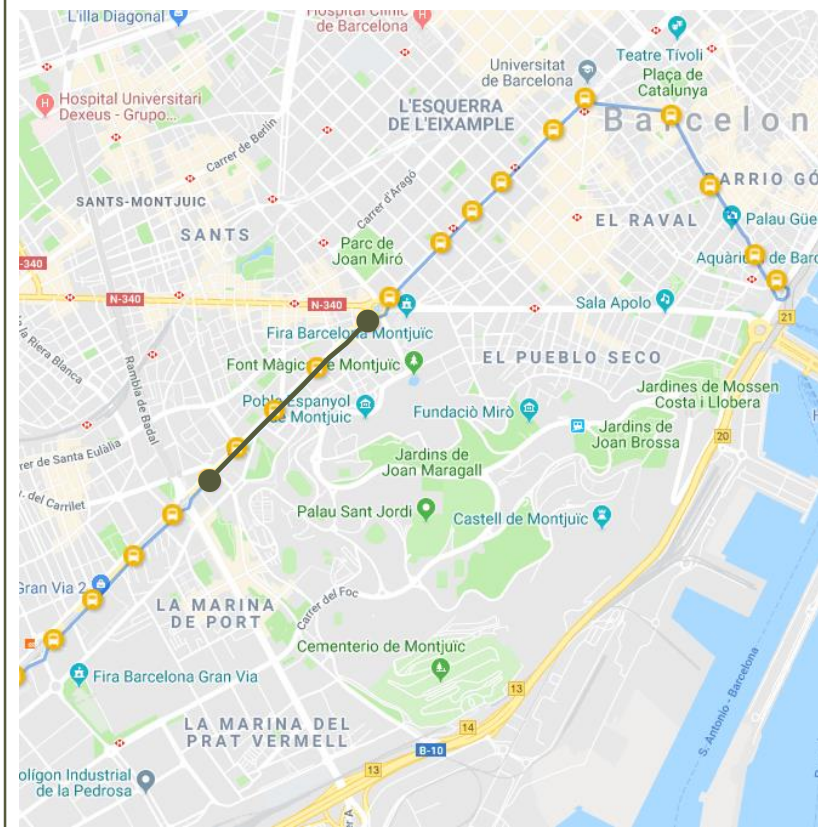 L'illa Diagonal
Hospital Clínic
de Barcelona
Teatre Tívoli
Universitat
de Barcelona
Plaça de
Catalunya
Hospital Universitari
Dexeus - Grupo...
L'ESQUERRA
DE L'EIXAMPLE
Barcelon
Carrer de Berlín
Carrer d'Aragó
BARRIO GÓ
SANTS-MONTJUIC
SANTS
EL RAVAL
Palau Güe
Parc de
Joan Miró
Aquàrium de Barc
-340
N-340
N-340
Sala Apolo
21
Fira Barcelona Montjuïc
e la Riera Blanca
Rambla de Badal
Font Màgica de Montjuïc
EL PUEBLO SECO
Jardines de Mossen
Costa i Llobera
Poble Espanyol
de Montjuic
Fundació Miró
Jardins de
Joan Brossa
20
rer de Santa Eulàlia
Jardins de
Joan Maragall
. del Carrilet
Palau Sant Jordi
Castell de Montjuïc
Gran Via 2
LA MARINA
DE PORT
Carrer del Foc
Cementerio de Montjuïc
Fira Barcelona Gran Via
13
S. Antonio - Barcelona
LA MARINA DEL
PRAT VERMELL
14
B-10
13
olígon Industrial
de la Pedrosa